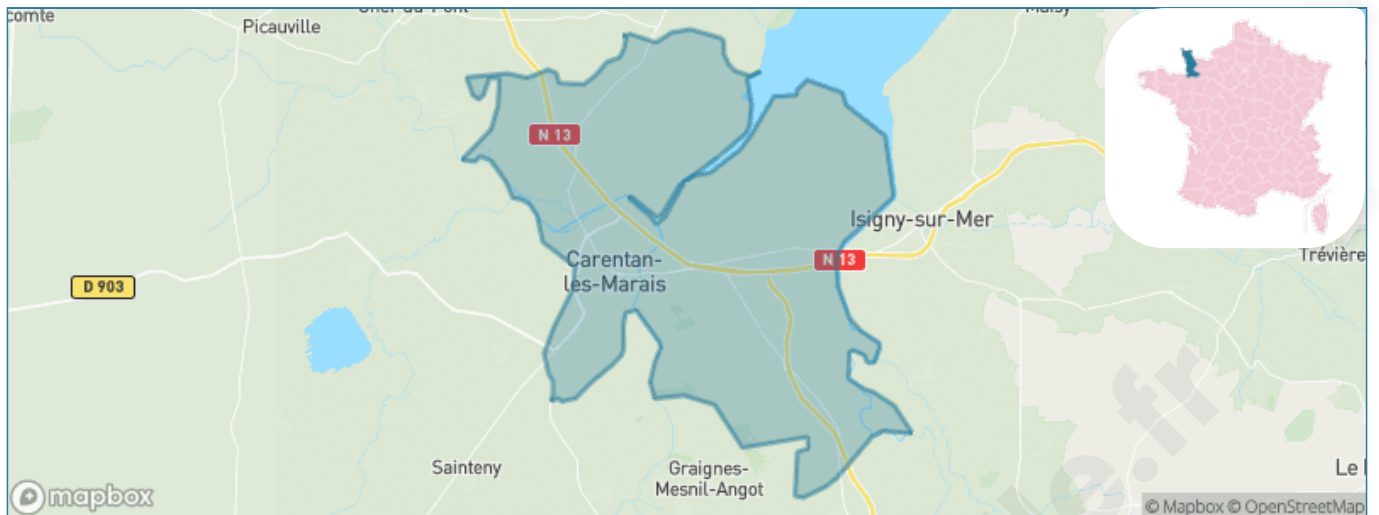 comte
Picauville
N 13
Isigny-sur-Mer
Carentan-
les-Marais
N 13
Trévière
D 903
Sainteny
Graignes-
Mesnil-Angot
Le
mapbox
© Mapbox © OpenStreetMap